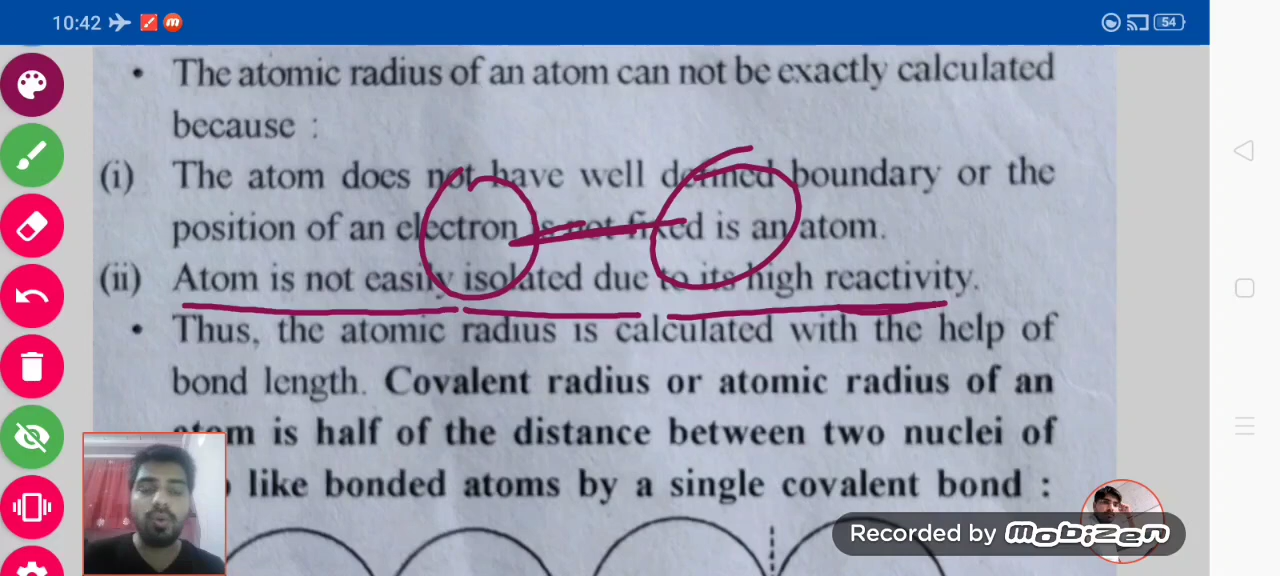 10:42
54
• The atomic radius of an atom can not be exactly calculated
because :
(i) The atom does not have well defined boundary or the
position of an electron is not fixed is an atom.
(ii) Atom is not easily isolated due to its high reactivity.
• Thus, the atomic radius is calculated with the help of
bond length. Covalent radius or atomic radius of an
atom is half of the distance between two nuclei of
like bonded atoms by a single covalent bond :
Recorded by mobizen